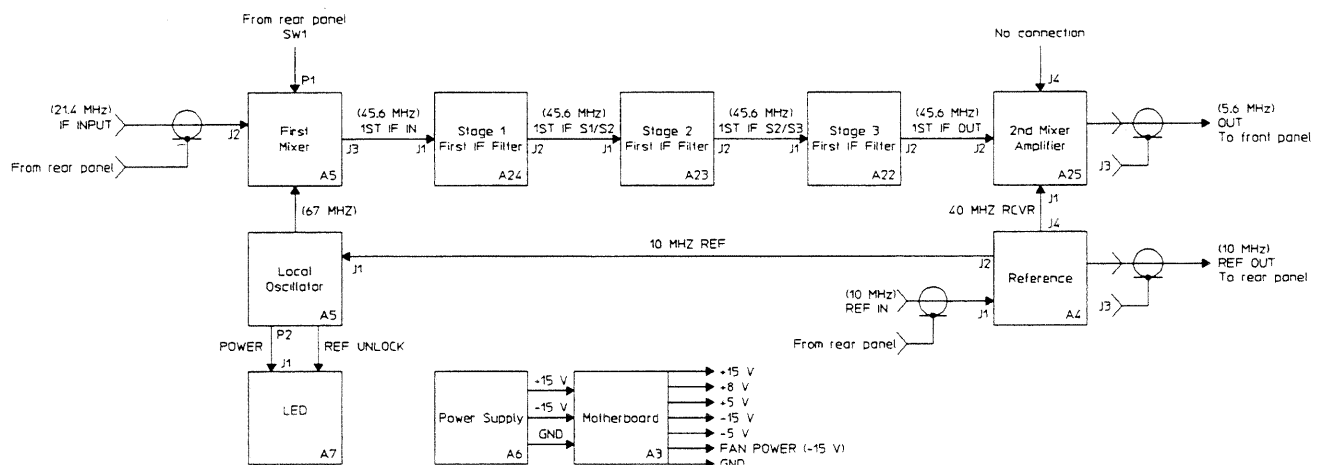 From rear panel
SW1
P1
No connection
J4
(21.4 MHz)
IF INPUT
J2
From rear panel
First
Mixer
A5
J3
(45.6 MHz)
1ST IF IN
J1
Stage 1
First IF Filter
A24
J2
(45.6 MHz)
1ST IF S1/S2
J1
Stage 2
First IF Filter
A23
J2
(45.6 MHz)
1ST IF S2/S3
J1
Stage 3
First IF Filter
A22
J2
(45.6 MHz)
1ST IF OUT
J2
2nd Mixer
Amplifier
A25
J3
(5.6 MHz)
OUT
To front panel
(67 MHZ)
J1
40 MHZ RCVR
J4
Local
Oscillator
A5
J1
10 MHZ REF
J2
Reference
A4
J3
(10 MHz)
REF OUT
To rear panel
(10 MHz)
REF IN
J1
From rear panel
P2
POWER
REF UNLOCK
J1
LED
A7
Power Supply
A6
+15 V
-15 V
GND
Motherboard
A3
+15 V
+8 V
+5 V
-15 V
-5 V
FAN POWER (-15 V)
GND